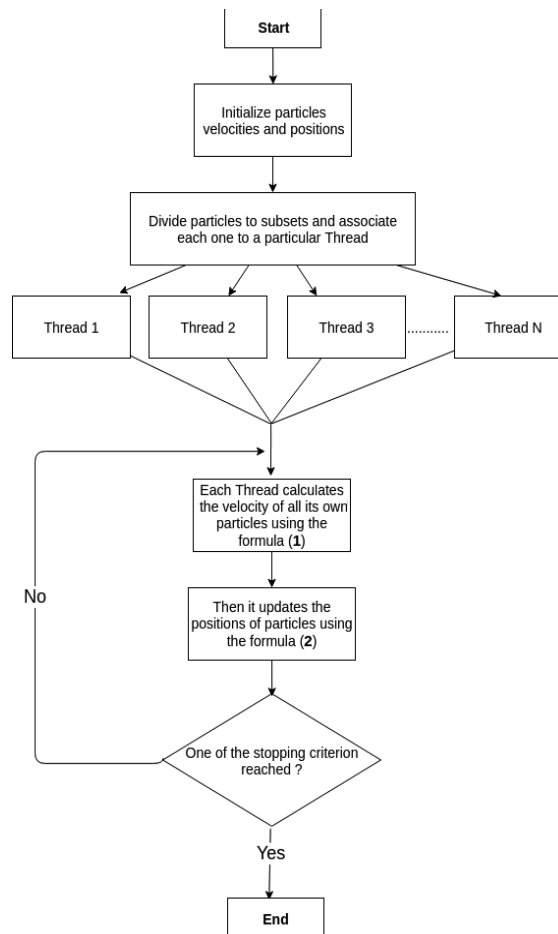 Start
Initialize particles
velocities and positions
Divide particles to subsets and associate
each one to a particular Thread
Thread 1
Thread 2
Thread 3
..........
Thread N
Each Thread calculates
the velocity of all its own
particles using the
formula (1)
Then it updates the
positions of particles using
the formula (2)
No
One of the stopping criterion
reached ?
Yes
End